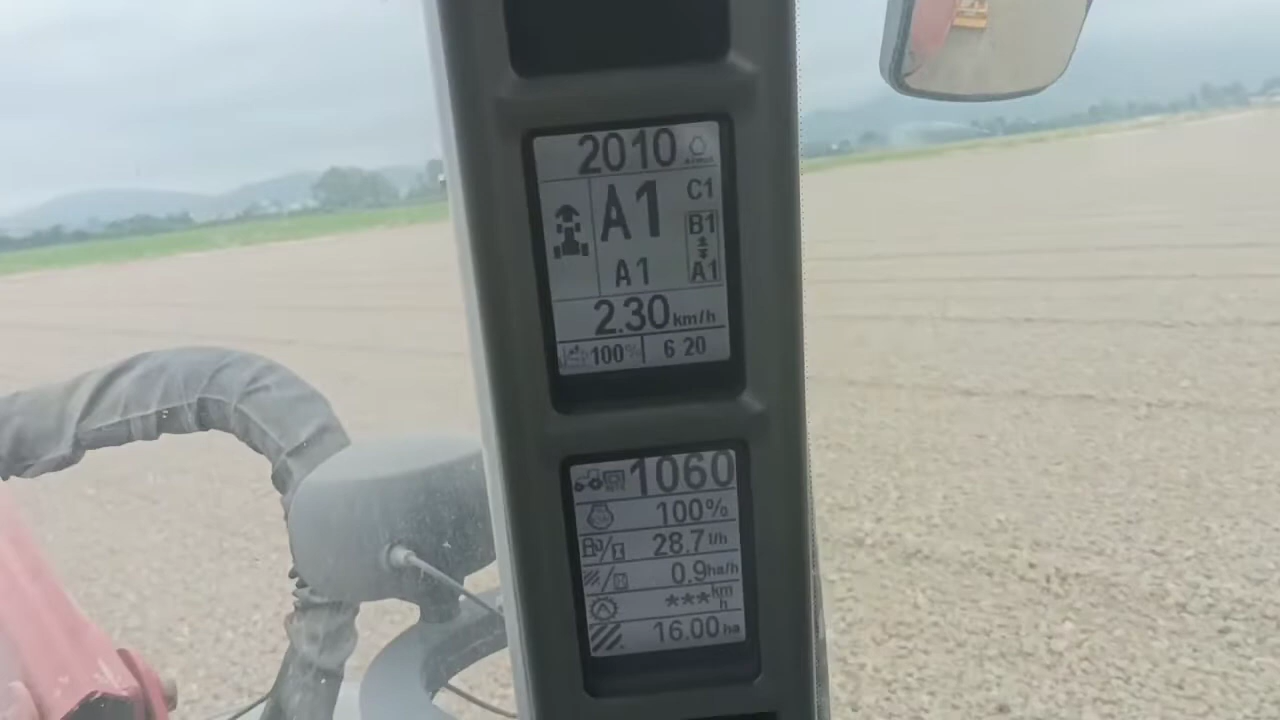 2010
A1
C1
B1
A1
A1
2.30 km/h
100%
6 20
1060
100%
28.7 l/h
0.9 ha/h
*** km h
16.00 ha